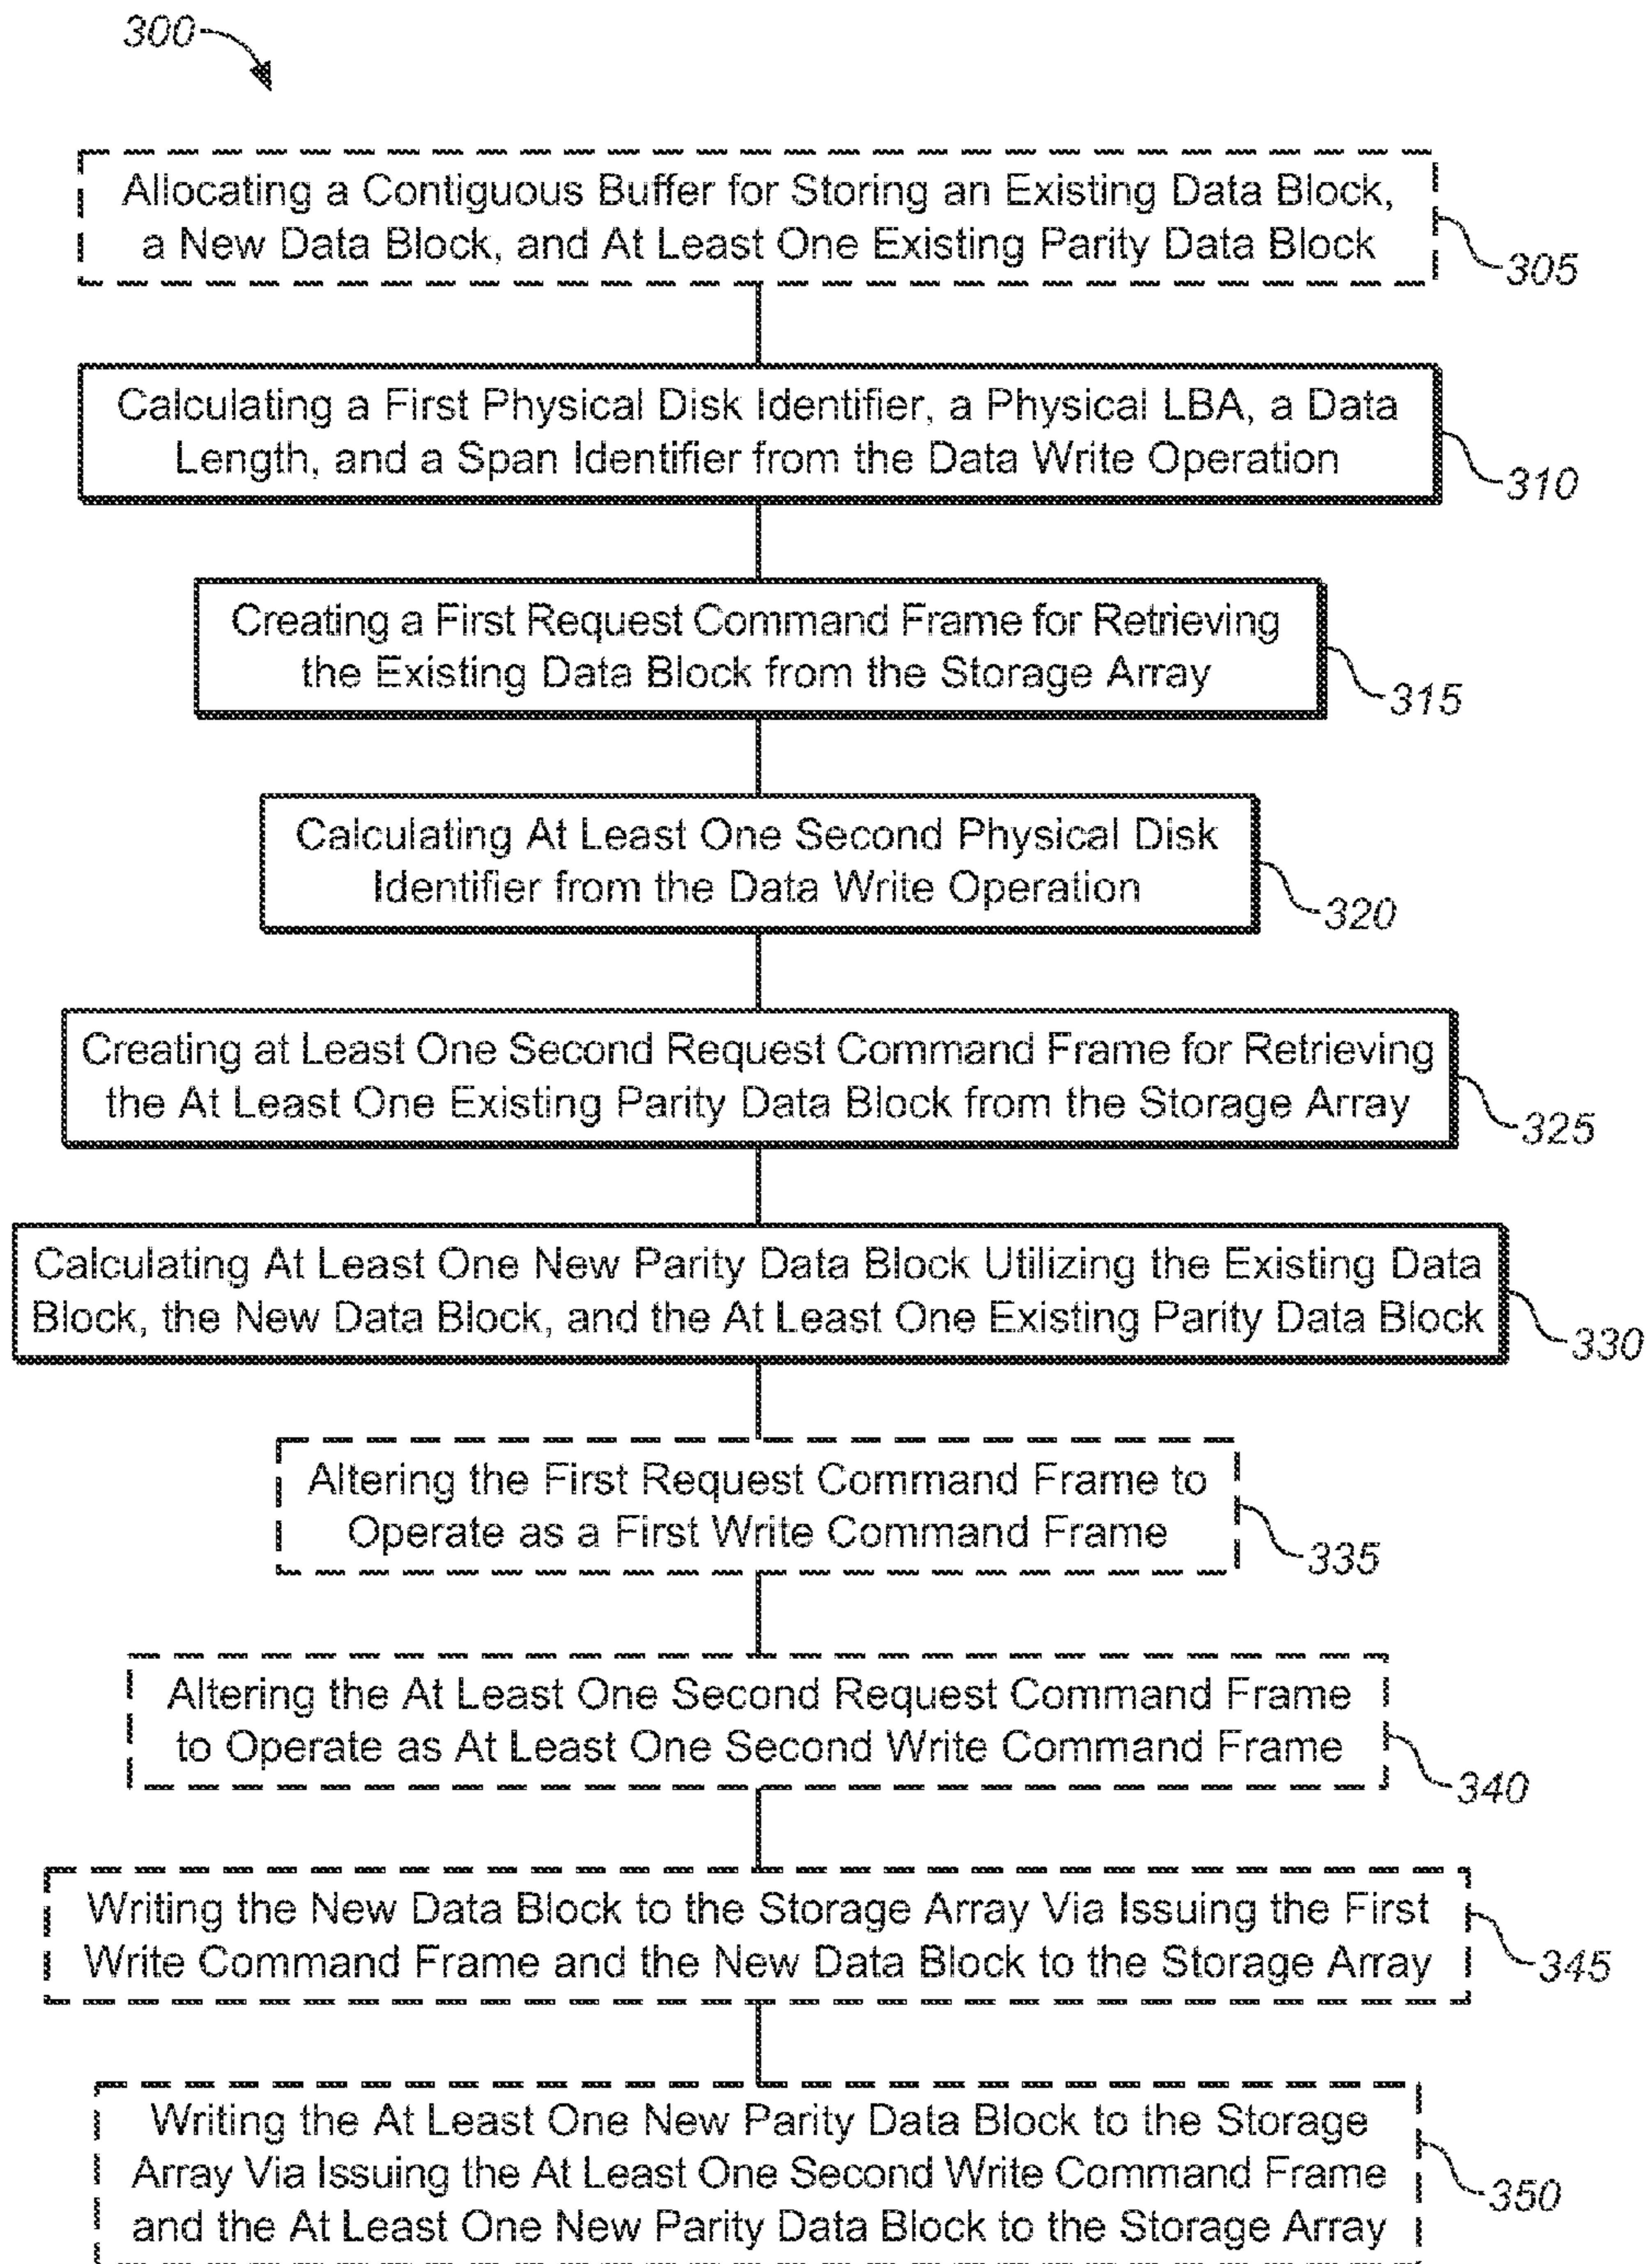 300
Allocating a Contiguous Buffer for Storing an Existing Data Block,
a New Data Block, and At Least One Existing Parity Data Block
305
Calculating a First Physical Disk Identifier, a Physical LBA, a Data
Length, and a Span Identifier from the Data Write Operation
310
Creating a First Request Command Frame for Retrieving
the Existing Data Block from the Storage Array
315
Calculating At Least One Second Physical Disk
Identifier from the Data Write Operation
320
Creating at Least One Second Request Command Frame for Retrieving
the At Least One Existing Parity Data Block from the Storage Array
325
Calculating At Least One New Parity Data Block Utilizing the Existing Data
Block, the New Data Block, and the At Least One Existing Parity Data Block
330
Altering the First Request Command Frame to
Operate as a First Write Command Frame
335
Altering the At Least One Second Request Command Frame
to Operate as At Least One Second Write Command Frame
340
Writing the New Data Block to the Storage Array Via Issuing the First
Write Command Frame and the New Data Block to the Storage Array
345
Writing the At Least One New Parity Data Block to the Storage
Array Via Issuing the At Least One Second Write Command Frame
and the At Least One New Parity Data Block to the Storage Array
350